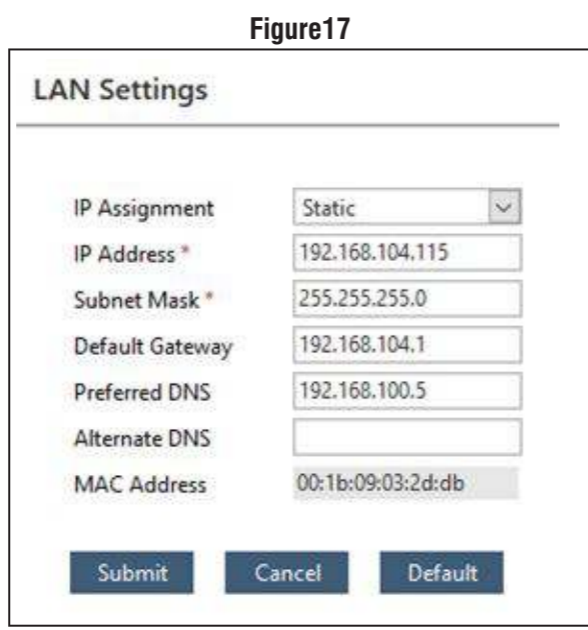 Figure17
LAN Settings
IP Assignment Static
IP Address * 192.168.104.115
Subnet Mask * 255.255.255.0
Default Gateway 192.168.104.1
Preferred DNS 192.168.100.5
Alternate DNS
MAC Address 00:1b:09:03:2d:db
Submit Cancel Default